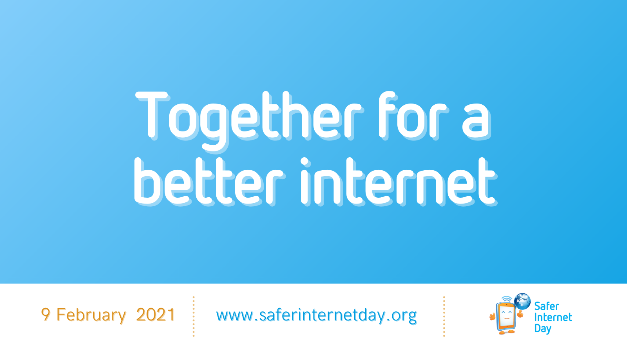 Together for a
better internet
9 February 2021
www.saferinternetday.org
Safer
Internet
Day